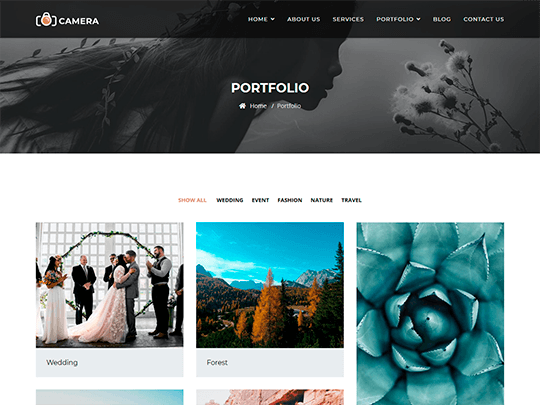 CAMERA
HOME ABOUT US SERVICES PORTFOLIO BLOG CONTACT US
PORTFOLIO
Home / Portfolio
SHOW ALL WEDDING EVENT FASHION NATURE TRAVEL
Wedding
Forest